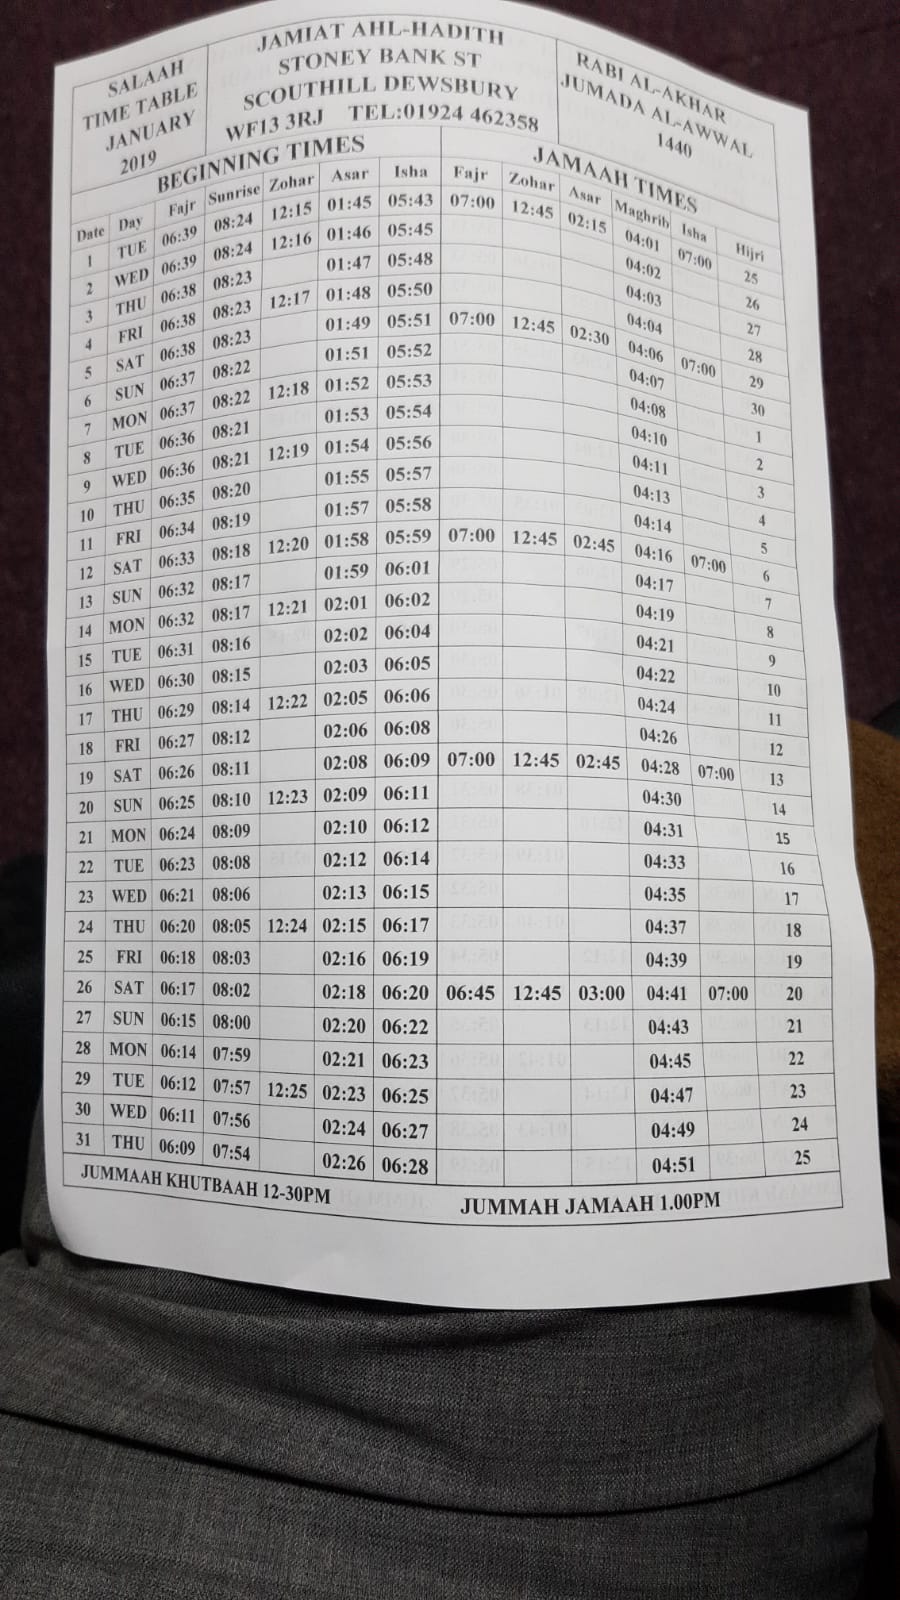 SALAAH
TIME TABLE
JANUARY
2019
JAMIAT AHL-HADITH
STONEY BANK ST
SCOUTHILL DEWSBURY
WF13 3RJ TEL:01924 462358
RABI AL-AKHAR
JUMADA AL-AWWAL
1440
BEGINNING TIMES JAMAAH TIMES
Date Day Fajr Sunrise Zohar Asar Isha Fajr Zohar Asar Maghrib Isha Hijri
1 TUE 06:39 08:24 12:15 01:45 05:43 07:00 12:45 02:15 04:01 07:00 25
2 WED 06:39 08:24 12:16 01:46 05:45 04:02 26
3 THU 06:38 08:23 01:47 05:48 04:03 27
4 FRI 06:38 08:23 12:17 01:48 05:50 04:04 28
5 SAT 06:38 08:23 01:49 05:51 07:00 12:45 02:30 04:06 07:00 29
6 SUN 06:37 08:22 01:51 05:52 04:07 30
7 MON 06:37 08:22 12:18 01:52 05:53 04:08 1
8 TUE 06:36 08:21 01:53 05:54 04:10 2
9 WED 06:36 08:21 12:19 01:54 05:56 04:11 3
10 THU 06:35 08:20 01:55 05:57 04:13 4
11 FRI 06:34 08:19 01:57 05:58 04:14 5
12 SAT 06:33 08:18 12:20 01:58 05:59 07:00 12:45 02:45 04:16 07:00 6
13 SUN 06:32 08:17 01:59 06:01 04:17 7
14 MON 06:32 08:17 12:21 02:01 06:02 04:19 8
15 TUE 06:31 08:16 02:02 06:04 04:21 9
16 WED 06:30 08:15 02:03 06:05 04:22 10
17 THU 06:29 08:14 12:22 02:05 06:06 04:24 11
18 FRI 06:27 08:12 02:06 06:08 04:26 12
19 SAT 06:26 08:11 02:08 06:09 07:00 12:45 02:45 04:28 07:00 13
20 SUN 06:25 08:10 12:23 02:09 06:11 04:30 14
21 MON 06:24 08:09 02:10 06:12 04:31 15
22 TUE 06:23 08:08 02:12 06:14 04:33 16
23 WED 06:21 08:06 02:13 06:15 04:35 17
24 THU 06:20 08:05 12:24 02:15 06:17 04:37 18
25 FRI 06:18 08:03 02:16 06:19 04:39 19
26 SAT 06:17 08:02 02:18 06:20 06:45 12:45 03:00 04:41 07:00 20
27 SUN 06:15 08:00 02:20 06:22 04:43 21
28 MON 06:14 07:59 02:21 06:23 04:45 22
29 TUE 06:12 07:57 12:25 02:23 06:25 04:47 23
30 WED 06:11 07:56 02:24 06:27 04:49 24
31 THU 06:09 07:54 02:26 06:28 04:51 25
JUMMAAH KHUTBAAH 12-30PM JUMMAH JAMAAH 1.00PM